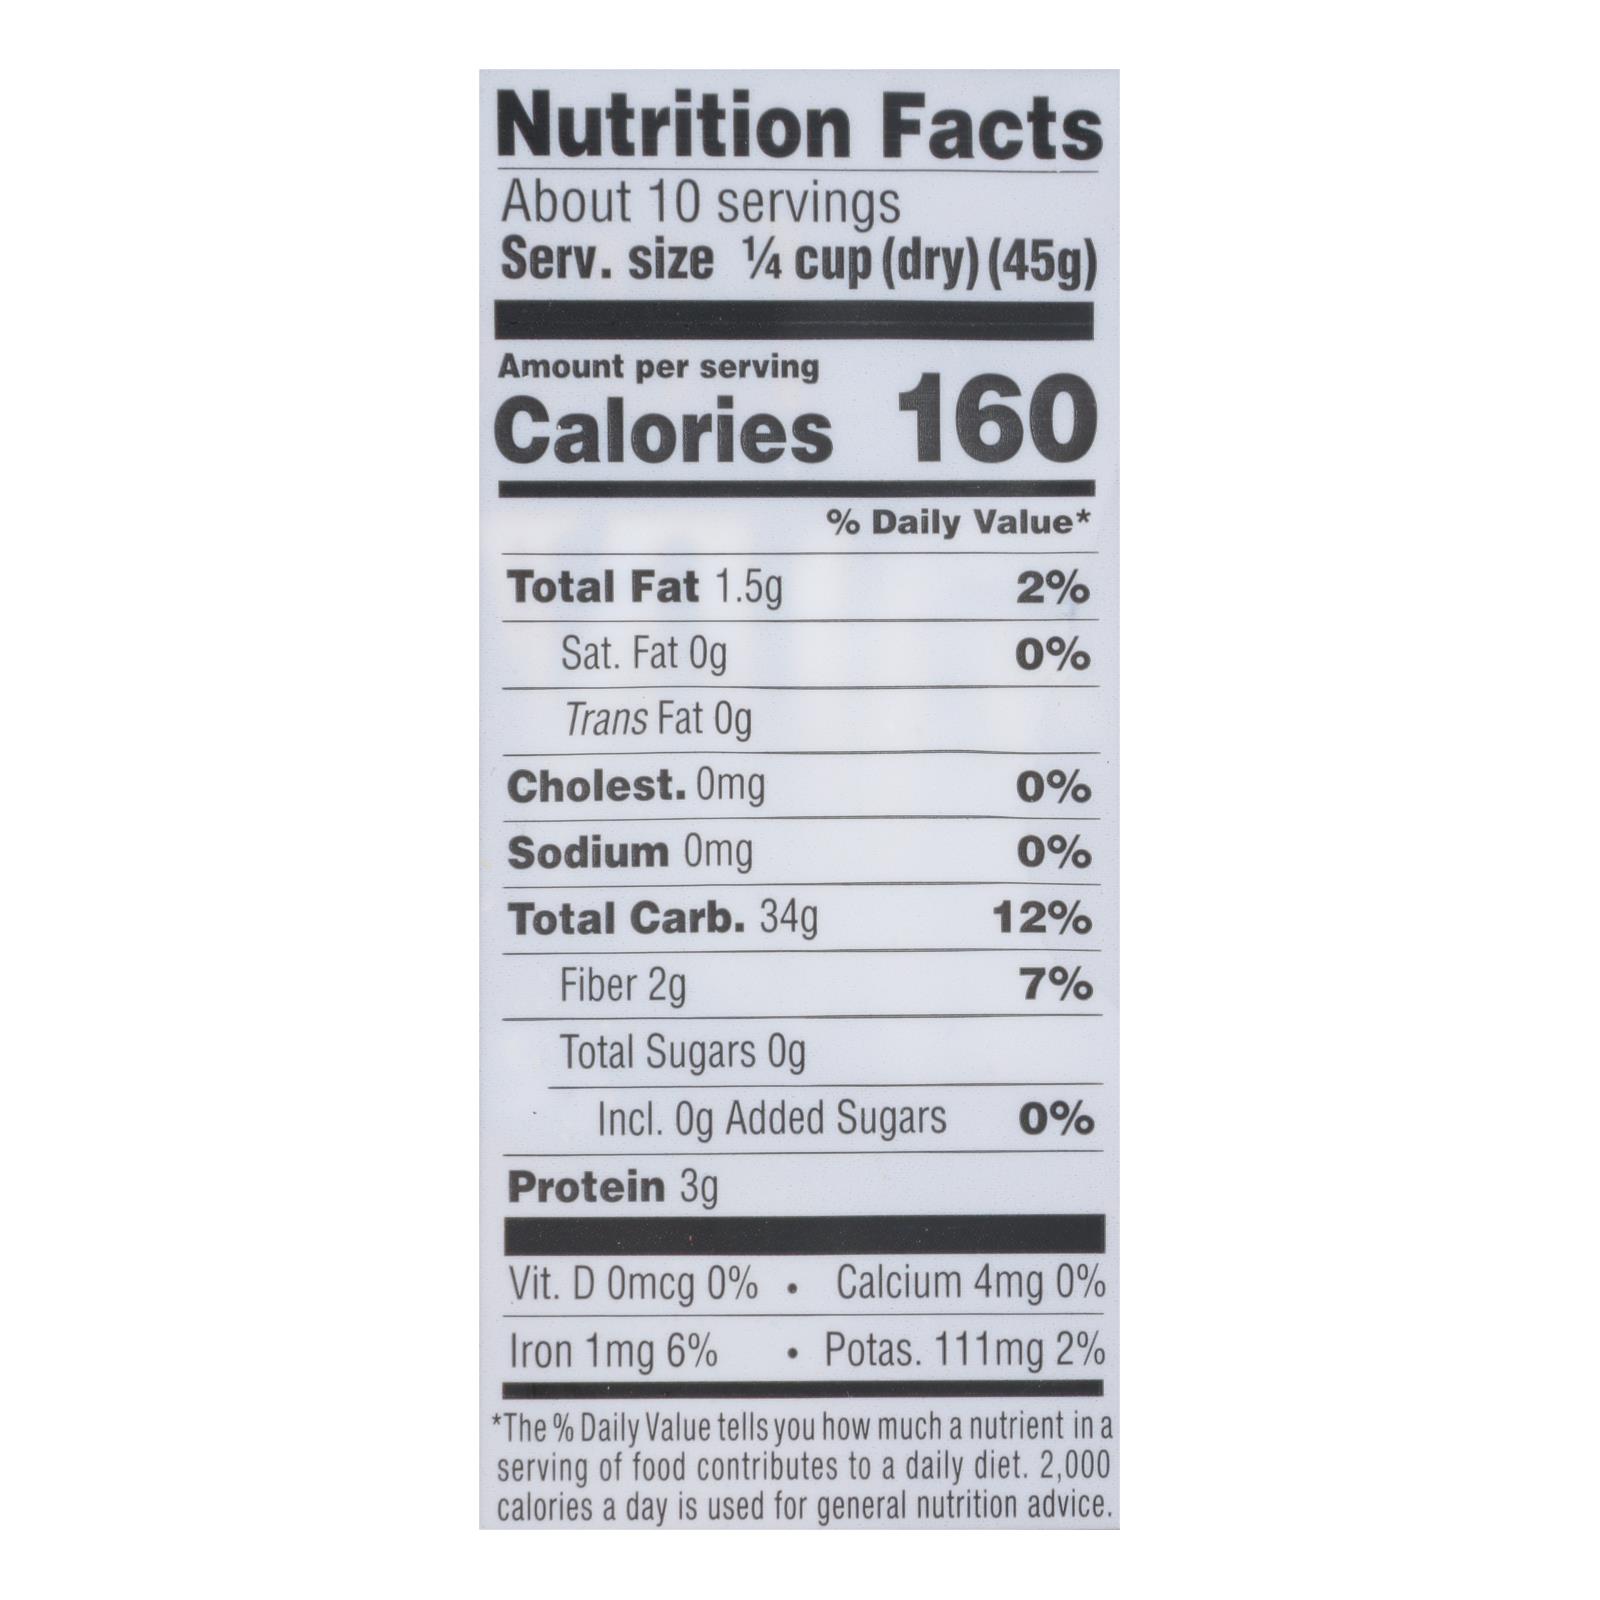 Nutrition Facts
About 10 servings
Serv. size ¼ cup (dry) (45g)
Amount per serving
Calories 160
% Daily Value*
Total Fat 1.5g 2%
Sat. Fat 0g 0%
Trans Fat 0g
Cholest. 0mg 0%
Sodium 0mg 0%
Total Carb. 34g 12%
Fiber 2g 7%
Total Sugars 0g
Incl. 0g Added Sugars 0%
Protein 3g
Vit. D 0mcg 0% • Calcium 4mg 0%
Iron 1mg 6% • Potas. 111mg 2%
*The % Daily Value tells you how much a nutrient in a
serving of food contributes to a daily diet. 2,000
calories a day is used for general nutrition advice.